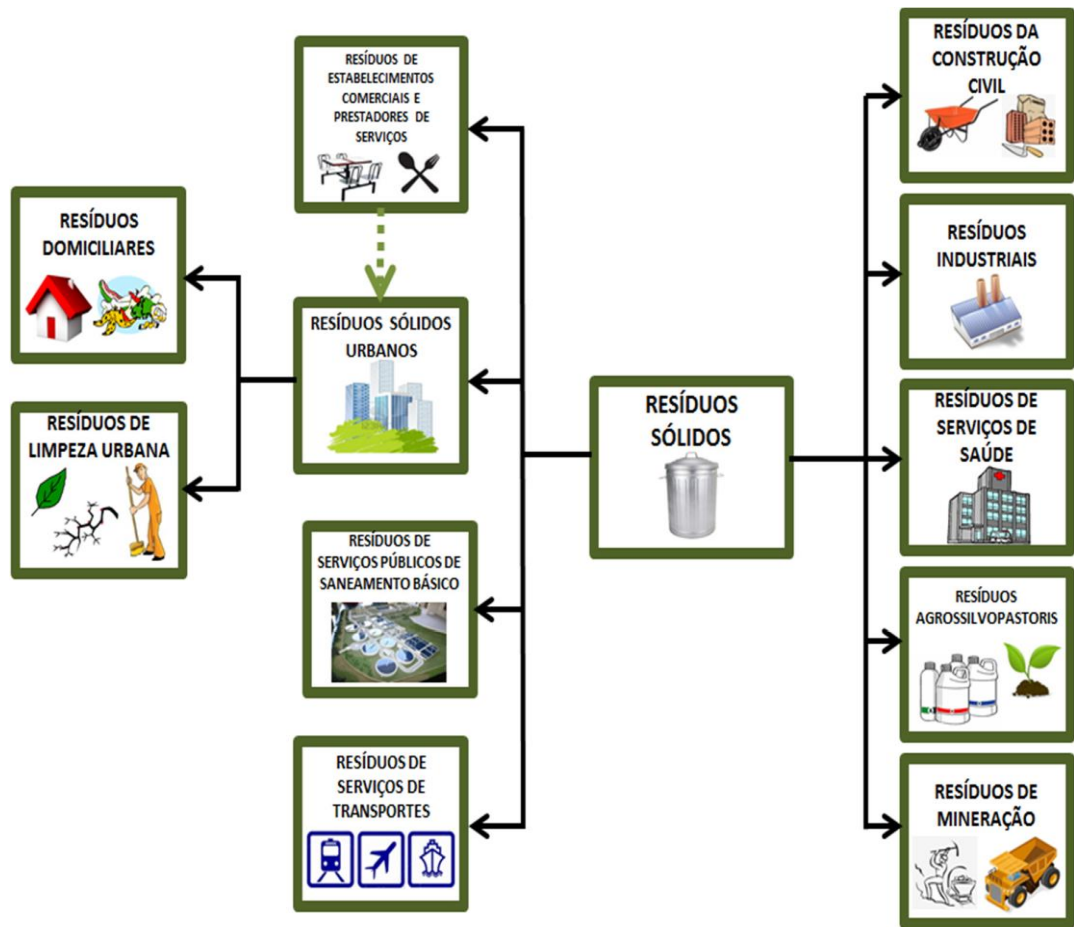 RESÍDUOS DE
ESTABELECIMENTOS
COMERCIAIS E
PRESTADORES DE
SERVIÇOS
RESÍDUOS
DOMICILIARES
RESÍDUOS SÓLIDOS
URBANOS
RESÍDUOS DE
LIMPEZA URBANA
RESÍDUOS DE
SERVIÇOS PÚBLICOS DE
SANEAMENTO BÁSICO
RESÍDUOS DE
SERVIÇOS DE
TRANSPORTES
RESÍDUOS
SÓLIDOS
RESÍDUOS DA
CONSTRUÇÃO
CIVIL
RESÍDUOS
INDUSTRIAIS
RESÍDUOS DE
SERVIÇOS DE
SAÚDE
RESÍDUOS
AGROSSILVOPASTORIS
RESÍDUOS DE
MINERAÇÃO